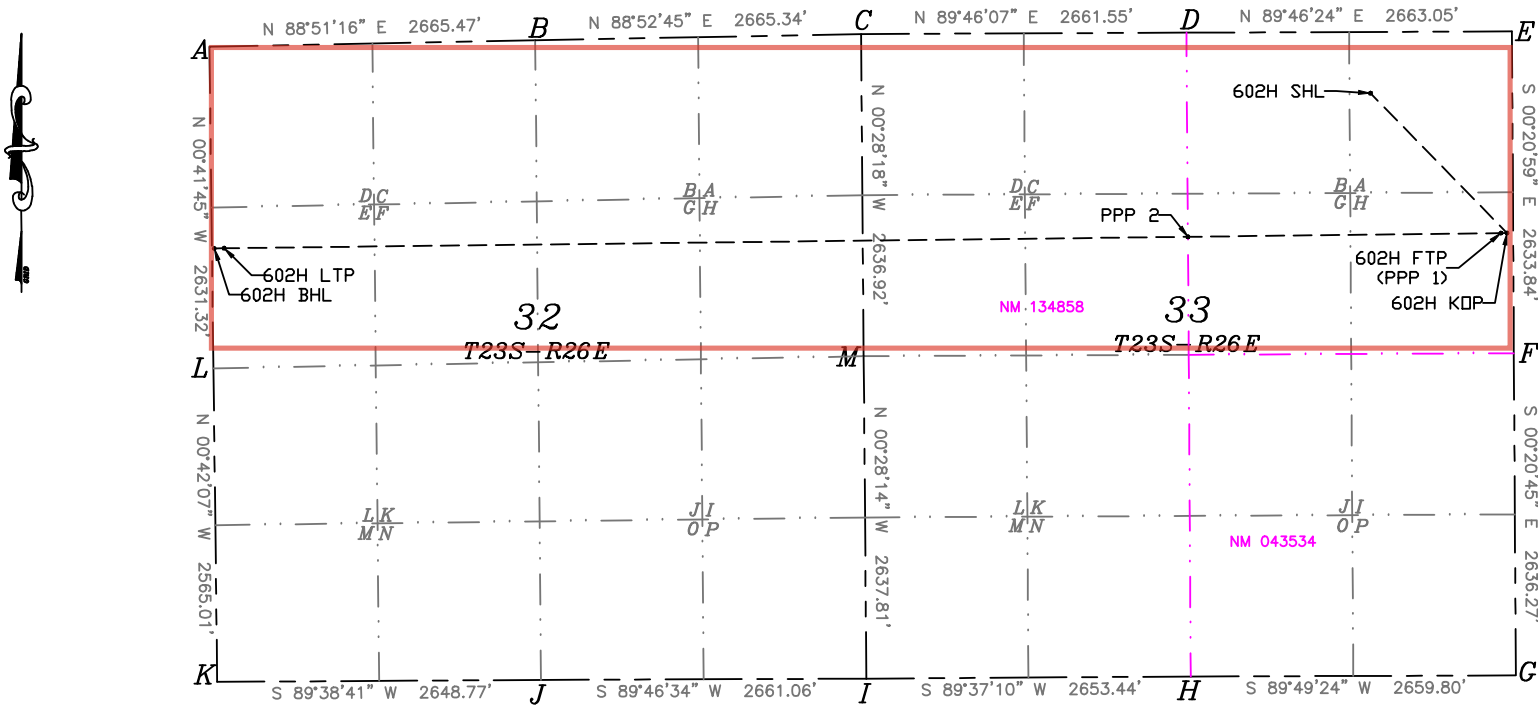 N 88°51'16" E 2665.47'
N 88°52'45" E 2665.34'
N 89°46'07" E 2661.55'
N 89°46'24" E 2663.05'
A
B
C
D
E
602H SHL
N 00°41'45" W 2631.32'
N 00°28'18" W 2636.92'
S 00°20'59" E 2633.84'
D C
E F
B A
G H
D C
E F
B A
G H
PPP 2
602H LTP
602H BHL
602H FTP
(PPP 1)
602H KOP
NM 134858
32
T23S-R26E
33
T23S-R26E
L
M
F
N 00°42'07" W 2565.01'
N 00°28'14" W 2637.81'
S 00°20'45" E 2636.27'
L K
M N
J I
O P
L K
M N
J I
O P
NM 043534
K
J
I
H
G
S 89°38'41" W 2648.77'
S 89°46'34" W 2661.06'
S 89°37'10" W 2653.44'
S 89°49'24" W 2659.80'